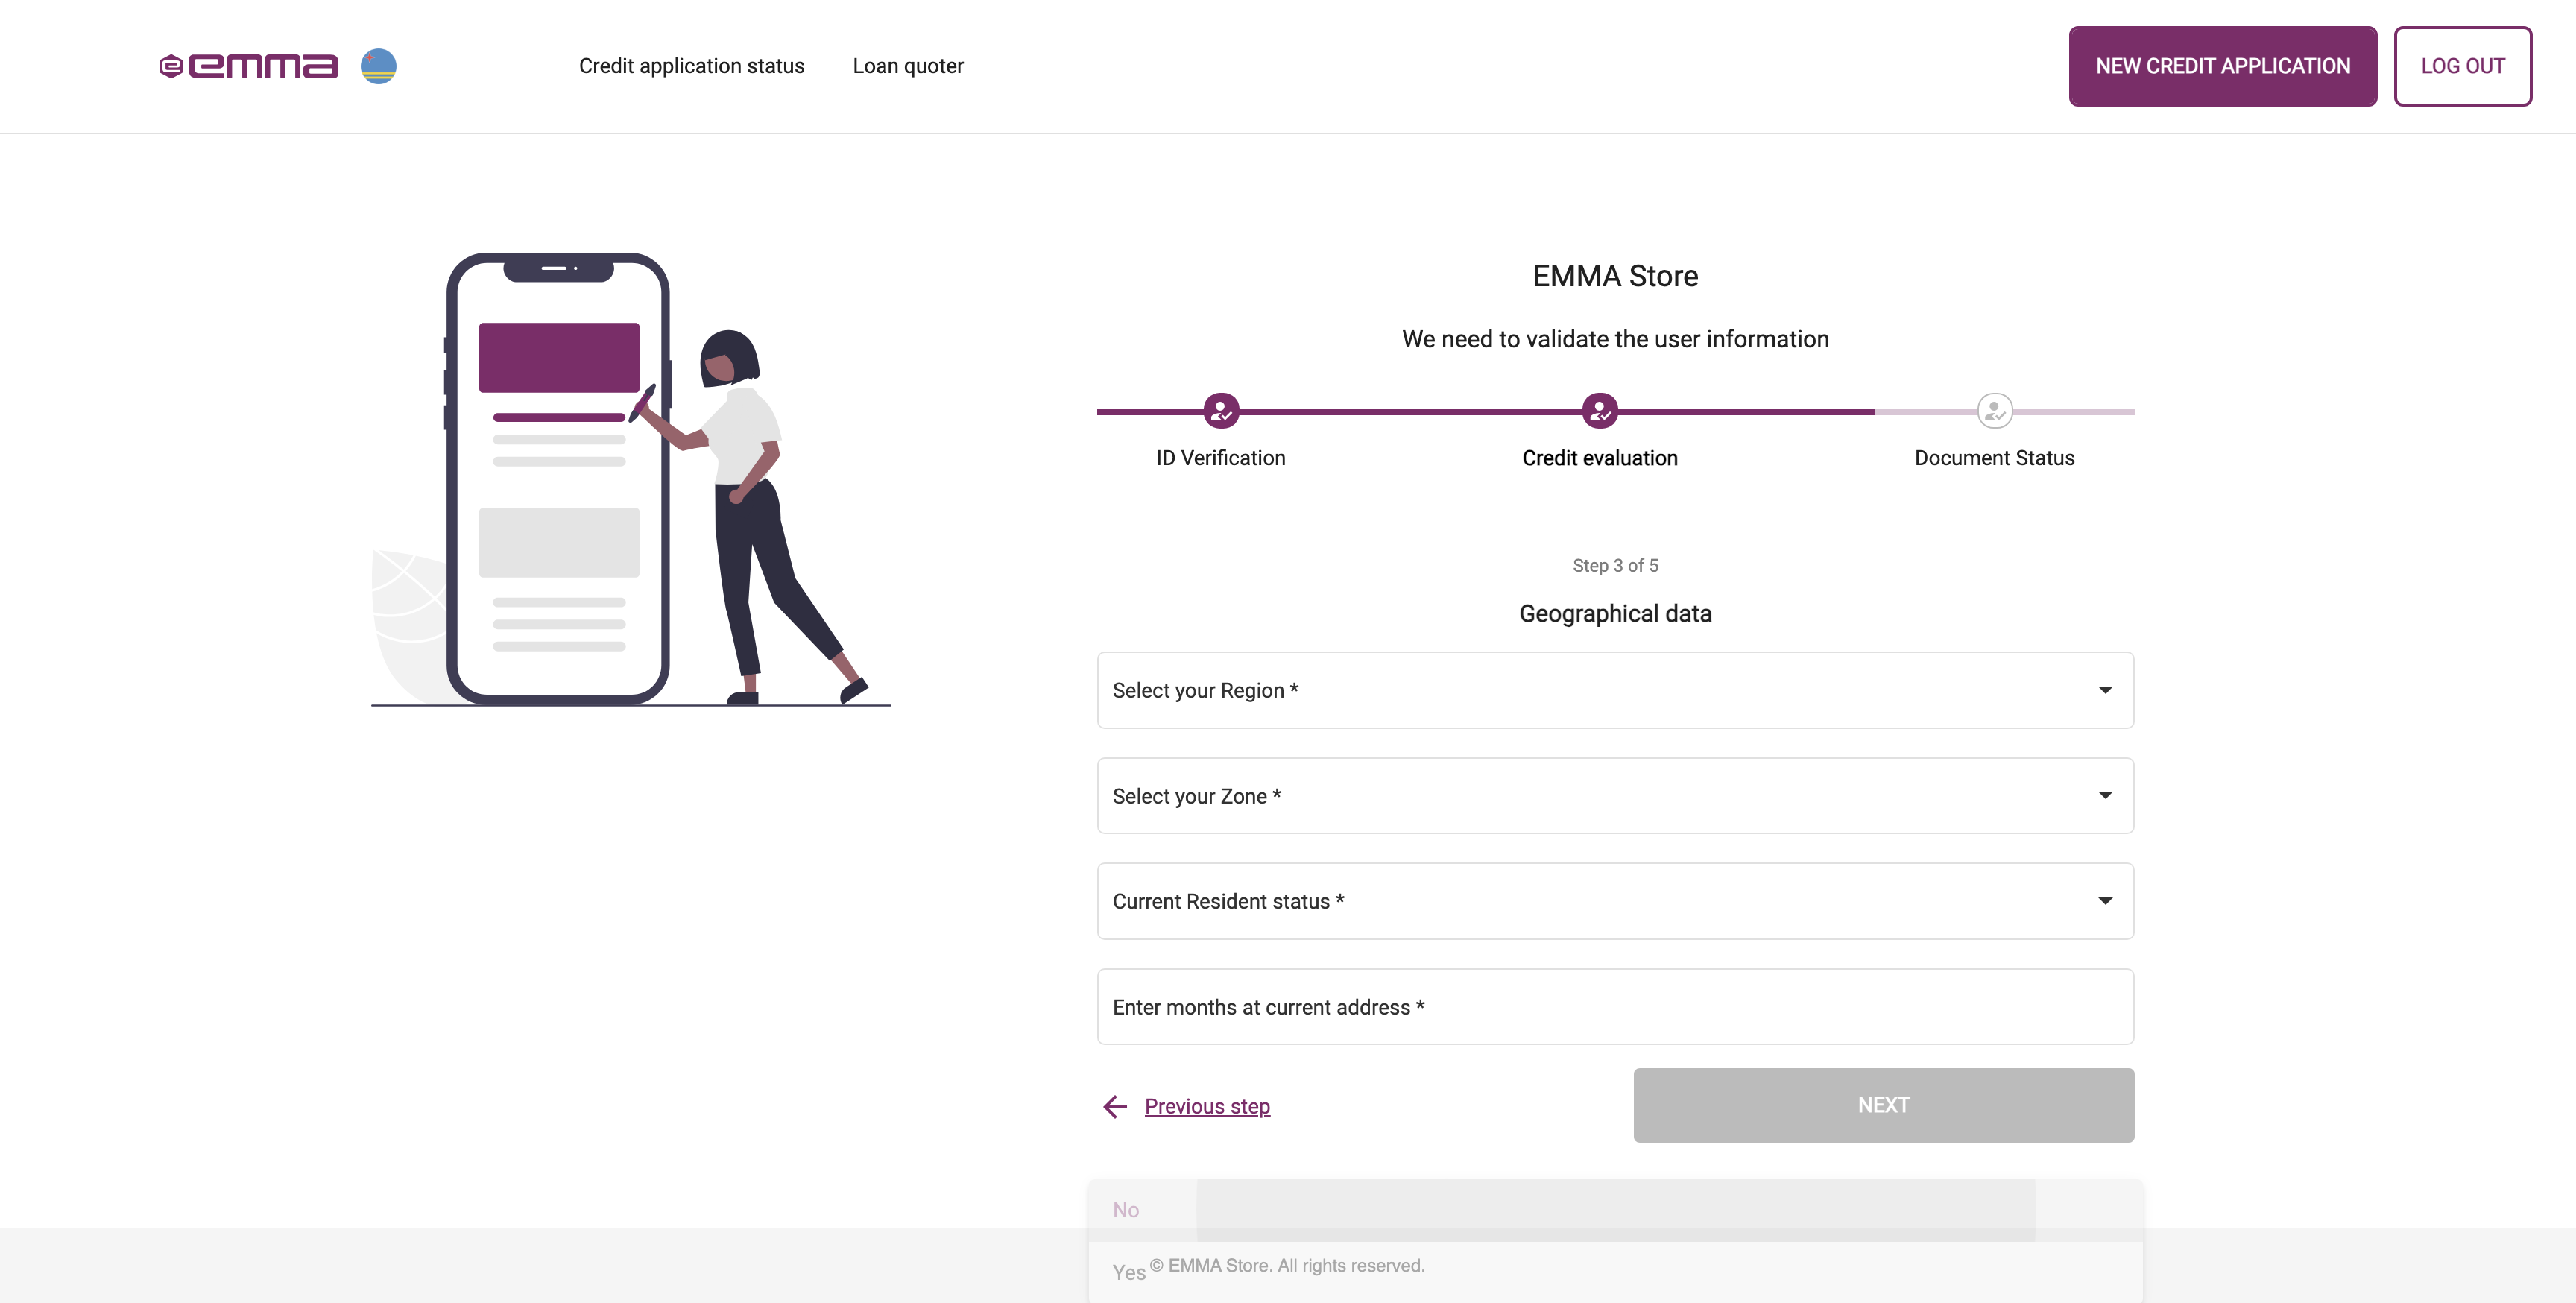 emma
Credit application status
Loan quoter
NEW CREDIT APPLICATION
LOG OUT
EMMA Store
We need to validate the user information
ID Verification
Credit evaluation
Document Status
Step 3 of 5
Geographical data
Select your Region *
Select your Zone *
Current Resident status *
Enter months at current address *
Previous step
NEXT
No
Yes
© EMMA Store. All rights reserved.